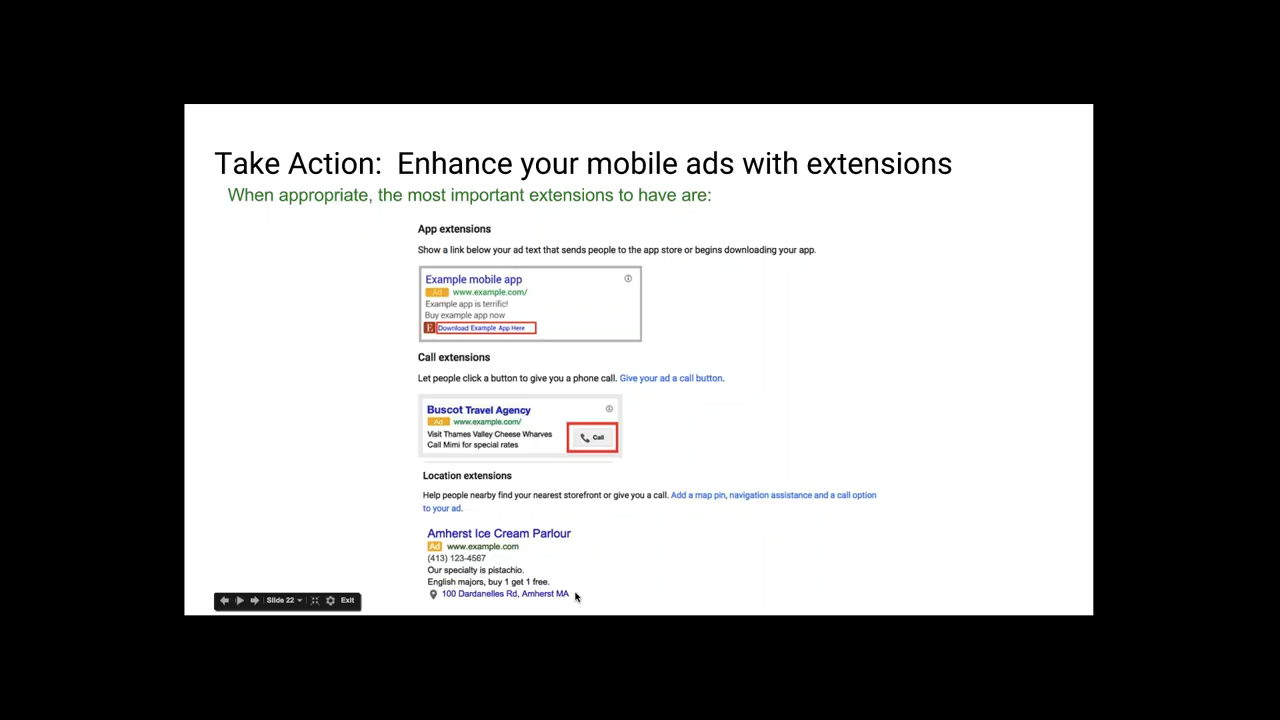 Take Action:  Enhance your mobile ads with extensions
When appropriate, the most important extensions to have are:
App extensions
Show a link below your ad text that sends people to the app store or begins downloading your app.
Example mobile app
Ad www.example.com/
Example app is terrific!
Buy example app now
E Download Example App Here
Call extensions
Let people click a button to give you a phone call. Give your ad a call button.
Buscot Travel Agency
Ad www.example.com/
Visit Thames Valley Cheese Wharves
Call Mimi for special rates
Call
Location extensions
Help people nearby find your nearest storefront or give you a call. Add a map pin, navigation assistance and a call option
to your ad.
Amherst Ice Cream Parlour
Ad www.example.com
(413) 123-4567
Our specialty is pistachio.
English majors, buy 1 get 1 free.
100 Dardanelles Rd, Amherst MA
Slide 22 Exit